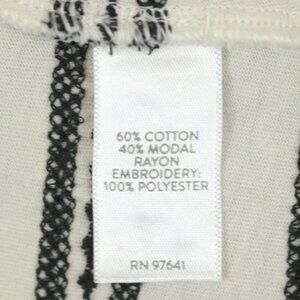 60% COTTON
40% MODAL
RAYON
EMBROIDERY:
100% POLYESTER
RN 97641